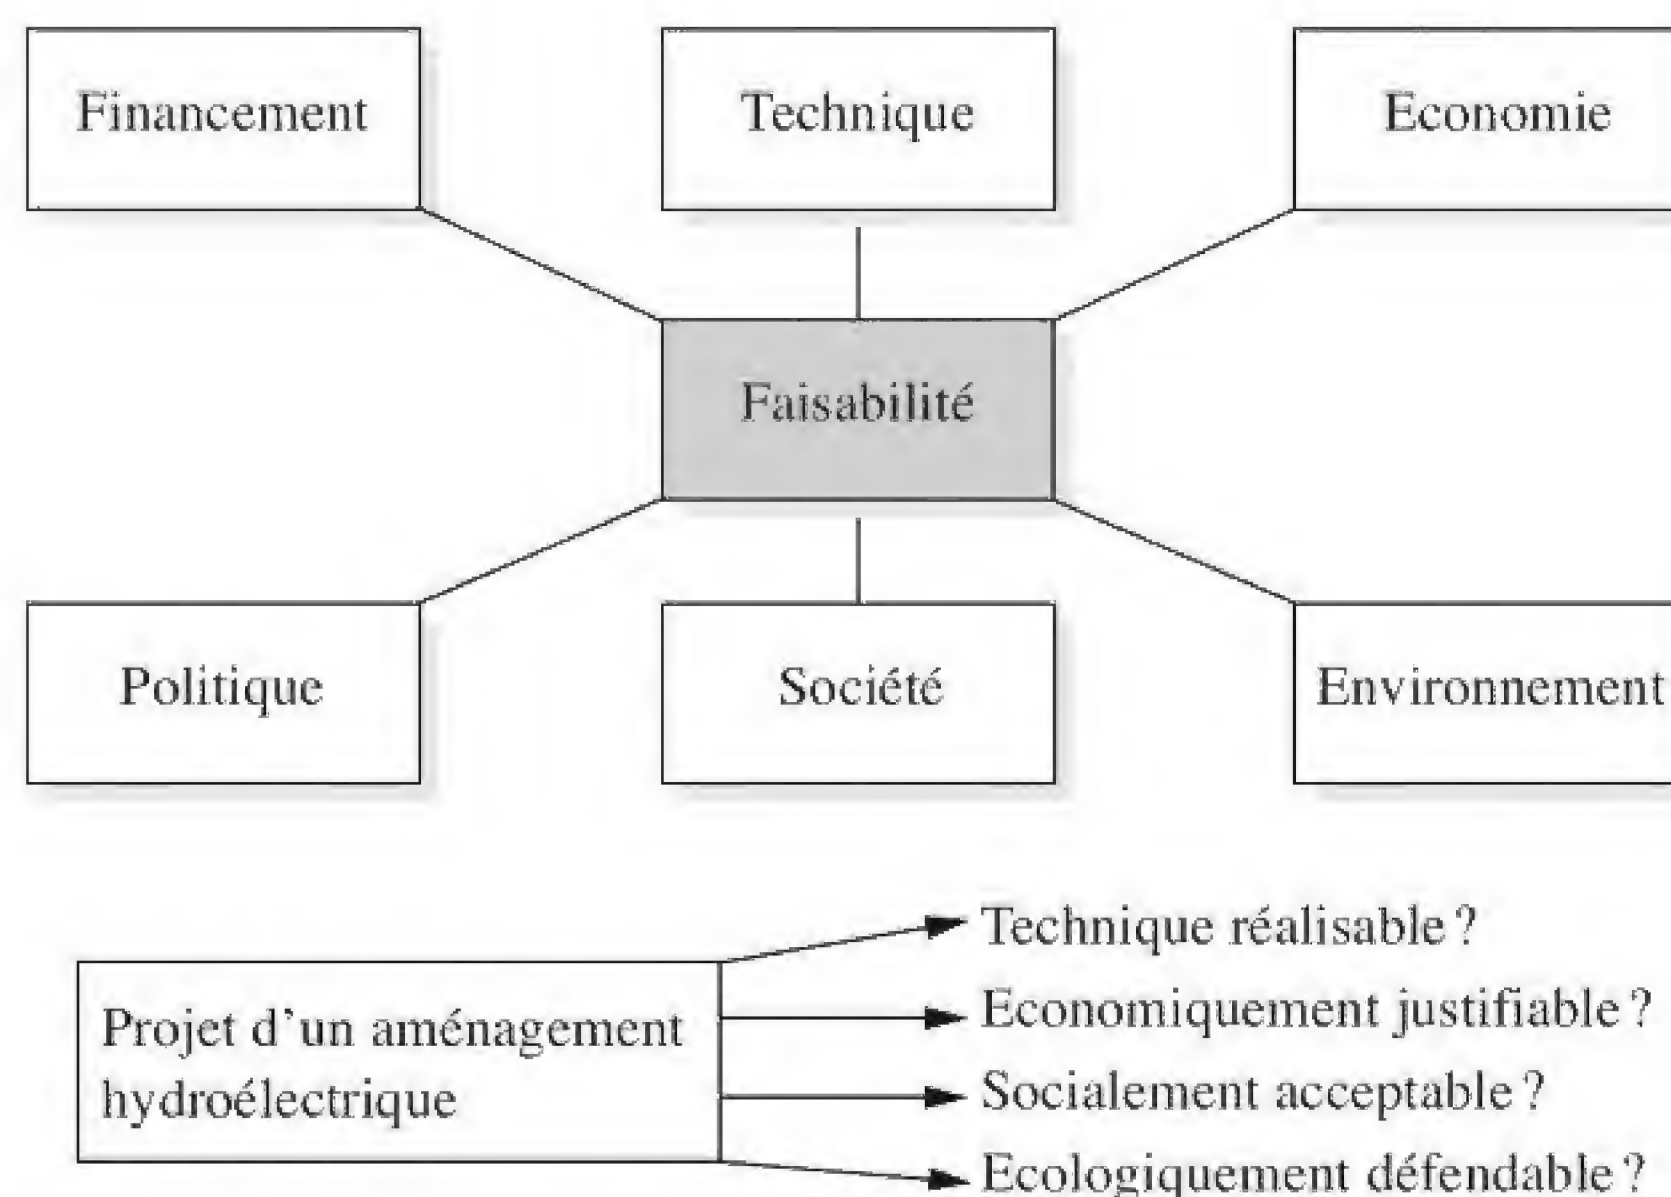 Financement
Technique
Economie
Faisabilité
Politique
Société
Environnement
Projet d'un aménagement
hydroélectrique
Technique réalisable ?
Economiquement justifiable ?
Socialement acceptable ?
Ecologiquement défendable ?